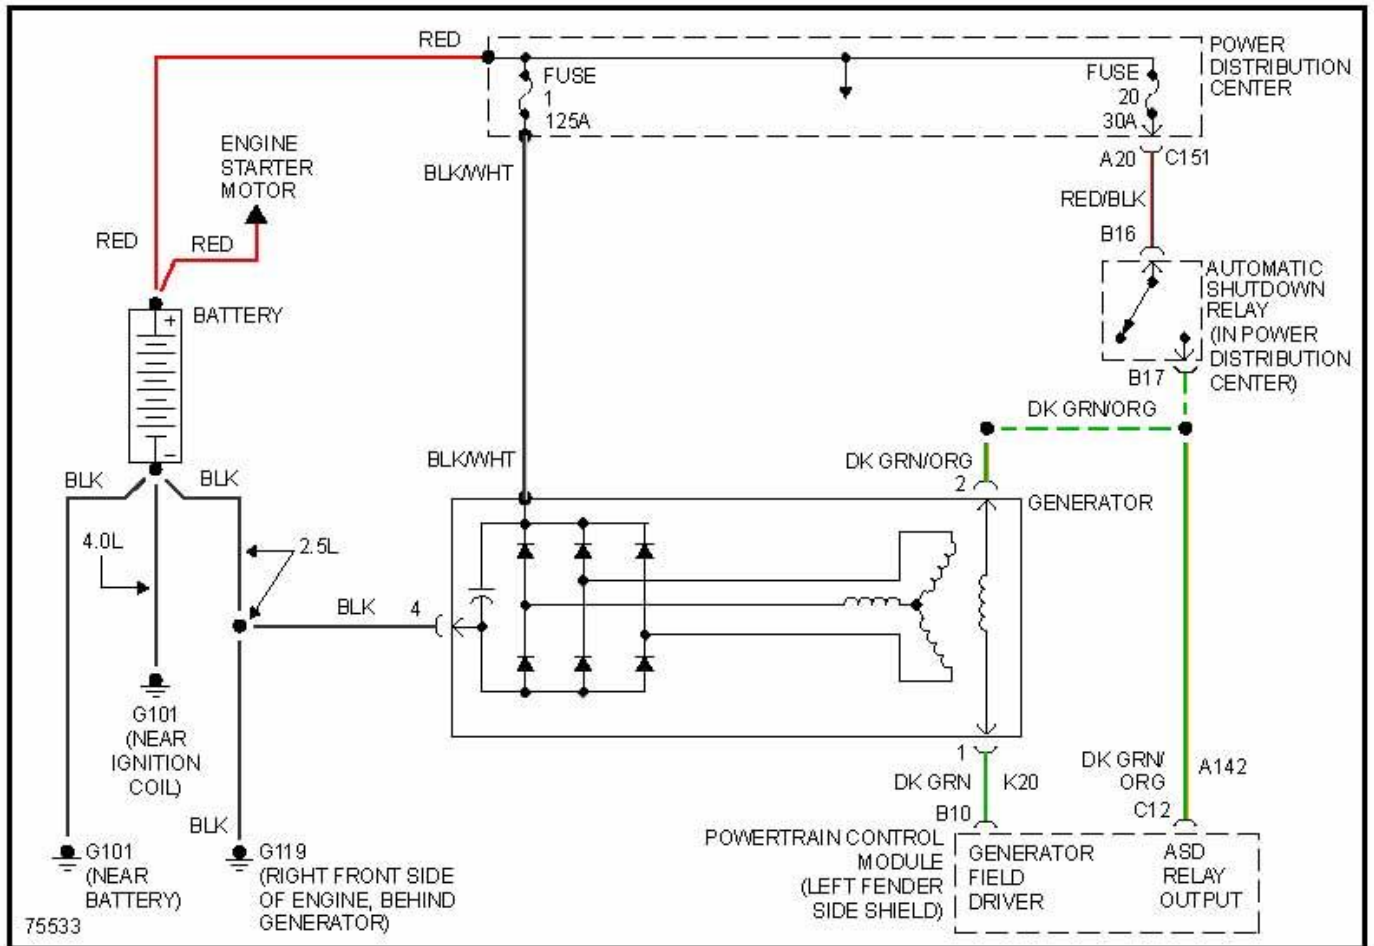 RED
POWER
DISTRIBUTION
CENTER
FUSE
1
125A
FUSE
20
30A
ENGINE
STARTER
MOTOR
BLK/WHT
A20
C151
RED/BLK
B16
RED
RED
BATTERY
+
−
AUTOMATIC
SHUTDOWN
RELAY
(IN POWER
DISTRIBUTION
CENTER)
B17
DK GRN/ORG
BLK/WHT
DK GRN/ORG
2
GENERATOR
BLK
BLK
4.0L
2.5L
BLK
4
G101
(NEAR
IGNITION
COIL)
1
DK GRN
K20
B10
DK GRN/
ORG
A142
C12
BLK
G101
(NEAR
BATTERY)
G119
(RIGHT FRONT SIDE
OF ENGINE, BEHIND
GENERATOR)
POWERTRAIN CONTROL
MODULE
(LEFT FENDER
SIDE SHIELD)
GENERATOR
FIELD
DRIVER
ASD
RELAY
OUTPUT
75533